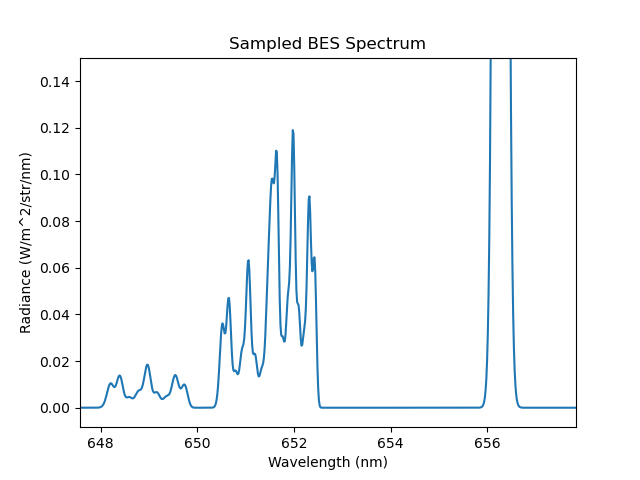 Sampled BES Spectrum
Radiance (W/m^2/str/nm)
0.14
0.12
0.10
0.08
0.06
0.04
0.02
0.00
648 650 652 654 656
Wavelength (nm)